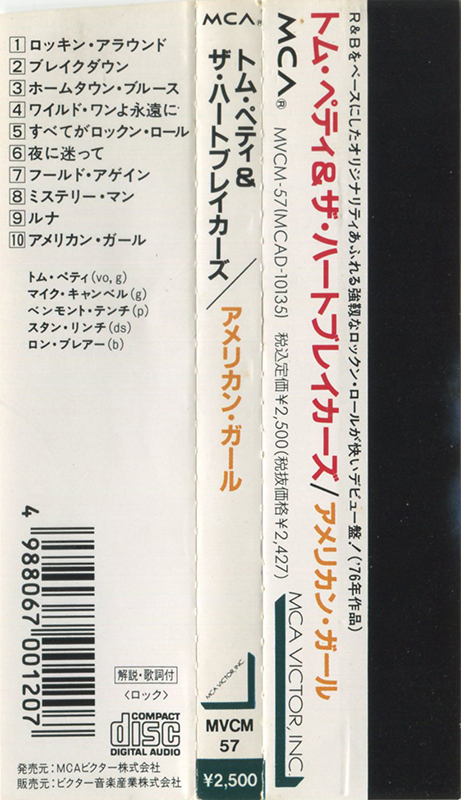 1 ロッキン・アラウンド
2 ブレイクダウン
3 ホームタウン・ブルース
4 ワイルド・ワンよ永遠に
5 すべてがロックン・ロール
6 夜に迷って
7 フールド・アゲイン
8 ミステリー・マン
9 ルナ
10 アメリカン・ガール
トム・ペティ(vo, g)
マイク・キャンベル(g)
ベンモント・テンチ(p)
スタン・リンチ(ds)
ロン・ブレアー(b)
4 988067 001207
解説・歌詞付
〈ロック〉
COMPACT
disc
DIGITAL AUDIO
発売元：MCAビクター株式会社
販売元：ビクター音楽産業株式会社
MCA®
トム・ペティ&
ザ・ハートブレイカーズ／アメリカン・ガール
MCA VICTOR, INC.
MVCM
57
¥2,500
R&Bをベースにしたオリジナリティあふれる強靱なロックン・ロールが快いデビュー盤！('76年作品)
トム・ペティ&ザ・ハートブレイカーズ／アメリカン・ガール
MCA® MVCM-57(MCAD-10135) 税込定価¥2,500(税抜価格¥2,427)
MCA VICTOR, INC.